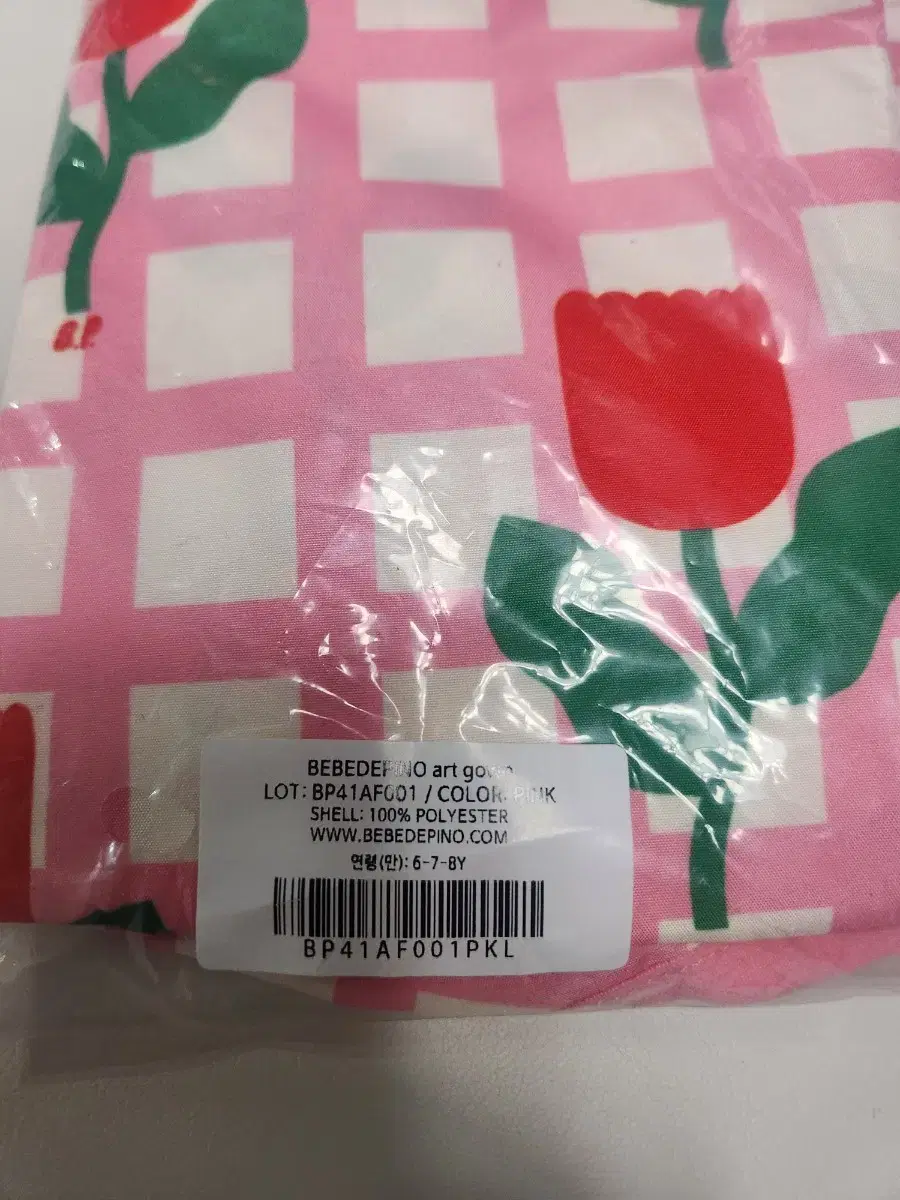 B.P.
BEBEDEPINO art gown
LOT: BP41AF001 / COLOR: PINK
SHELL: 100% POLYESTER
WWW.BEBEDEPINO.COM
연령(만): 6-7-8Y
BP41AF001PKL